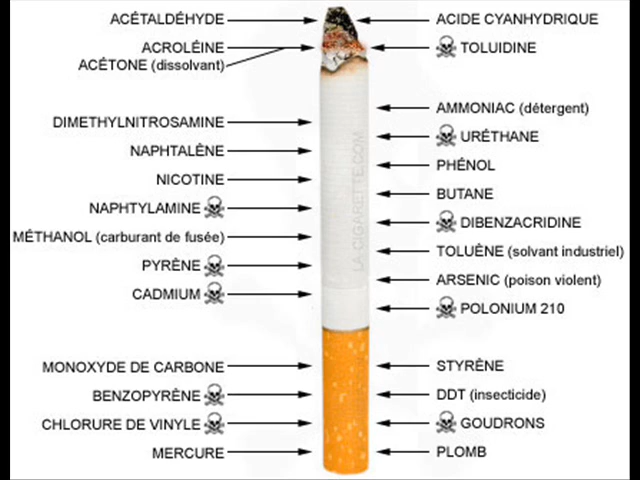 ACÉTALDÉHYDE
ACROLÉINE
ACÉTONE (dissolvant)
DIMETHYLNITROSAMINE
NAPHTALÈNE
NICOTINE
NAPHTYLAMINE
MÉTHANOL (carburant de fusée)
PYRÈNE
CADMIUM
MONOXYDE DE CARBONE
BENZOPYRÈNE
CHLORURE DE VINYLE
MERCURE
LA-CIGARETTE.COM
ACIDE CYANHYDRIQUE
TOLUIDINE
AMMONIAC (détergent)
URÉTHANE
PHÉNOL
BUTANE
DIBENZACRIDINE
TOLUÈNE (solvant industriel)
ARSENIC (poison violent)
POLONIUM 210
STYRÈNE
DDT (insecticide)
GOUDRONS
PLOMB